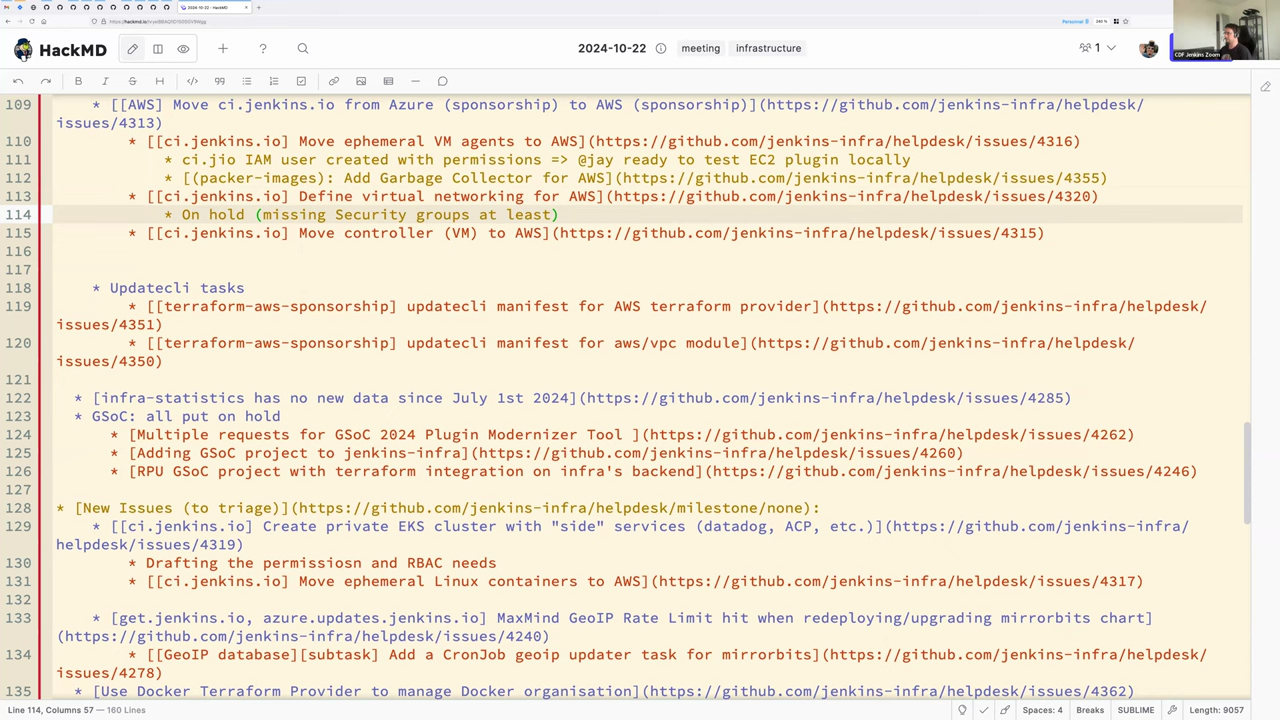 2024-10-22 - HackMD
Personnel
240 %
HackMD
2024-10-22
meeting
infrastructure
1
CDF Jenkins Zoom
109 * [[AWS] Move ci.jenkins.io from Azure (sponsorship) to AWS (sponsorship)](https://github.com/jenkins-infra/helpdesk/
issues/4313)
110 * [[ci.jenkins.io] Move ephemeral VM agents to AWS](https://github.com/jenkins-infra/helpdesk/issues/4316)
111 * ci.jio IAM user created with permissions => @jay ready to test EC2 plugin locally
112 * [(packer-images): Add Garbage Collector for AWS](https://github.com/jenkins-infra/helpdesk/issues/4355)
113 * [[ci.jenkins.io] Define virtual networking for AWS](https://github.com/jenkins-infra/helpdesk/issues/4320)
114 * On hold (missing Security groups at least)
115 * [[ci.jenkins.io] Move controller (VM) to AWS](https://github.com/jenkins-infra/helpdesk/issues/4315)
116
117
118 * Updatecli tasks
119 * [[terraform-aws-sponsorship] updatecli manifest for AWS terraform provider](https://github.com/jenkins-infra/helpdesk/
issues/4351)
120 * [[terraform-aws-sponsorship] updatecli manifest for aws/vpc module](https://github.com/jenkins-infra/helpdesk/
issues/4350)
121
122 * [infra-statistics has no new data since July 1st 2024](https://github.com/jenkins-infra/helpdesk/issues/4285)
123 * GSoC: all put on hold
124 * [Multiple requests for GSoC 2024 Plugin Modernizer Tool ](https://github.com/jenkins-infra/helpdesk/issues/4262)
125 * [Adding GSoC project to jenkins-infra](https://github.com/jenkins-infra/helpdesk/issues/4260)
126 * [RPU GSoC project with terraform integration on infra's backend](https://github.com/jenkins-infra/helpdesk/issues/4246)
127
128 * [New Issues (to triage)](https://github.com/jenkins-infra/helpdesk/milestone/none):
129 * [[ci.jenkins.io] Create private EKS cluster with "side" services (datadog, ACP, etc.)](https://github.com/jenkins-infra/
helpdesk/issues/4319)
130 * Drafting the permissiosn and RBAC needs
131 * [[ci.jenkins.io] Move ephemeral Linux containers to AWS](https://github.com/jenkins-infra/helpdesk/issues/4317)
132
133 * [get.jenkins.io, azure.updates.jenkins.io] MaxMind GeoIP Rate Limit hit when redeploying/upgrading mirrorbits chart]
(https://github.com/jenkins-infra/helpdesk/issues/4240)
134 * [[GeoIP database][subtask] Add a CronJob geoip updater task for mirrorbits](https://github.com/jenkins-infra/helpdesk/
issues/4278)
135 * [Use Docker Terraform Provider to manage Docker organisation](https://github.com/jenkins-infra/helpdesk/issues/4362)
Line 114, Columns 57 — 160 Lines
Spaces: 4
Breaks
SUBLIME
Length: 9057